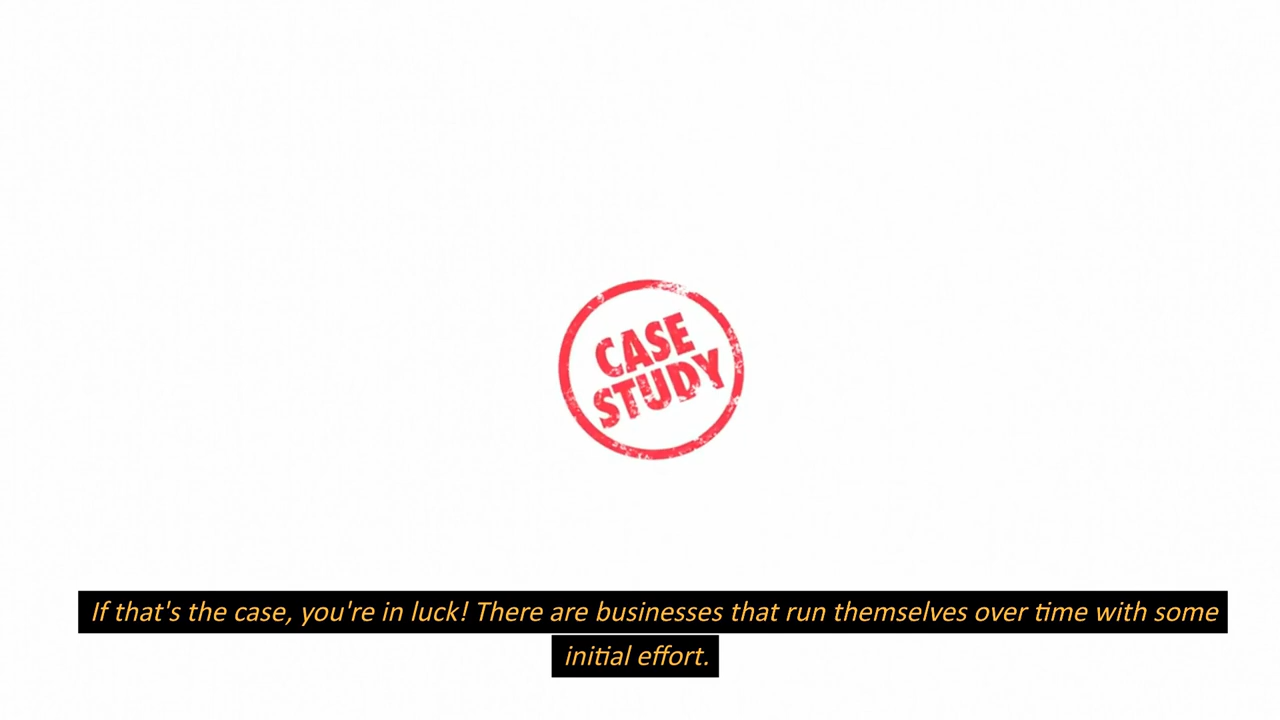 CASE
STUDY
If that's the case, you're in luck! There are businesses that run themselves over time with some
initial effort.